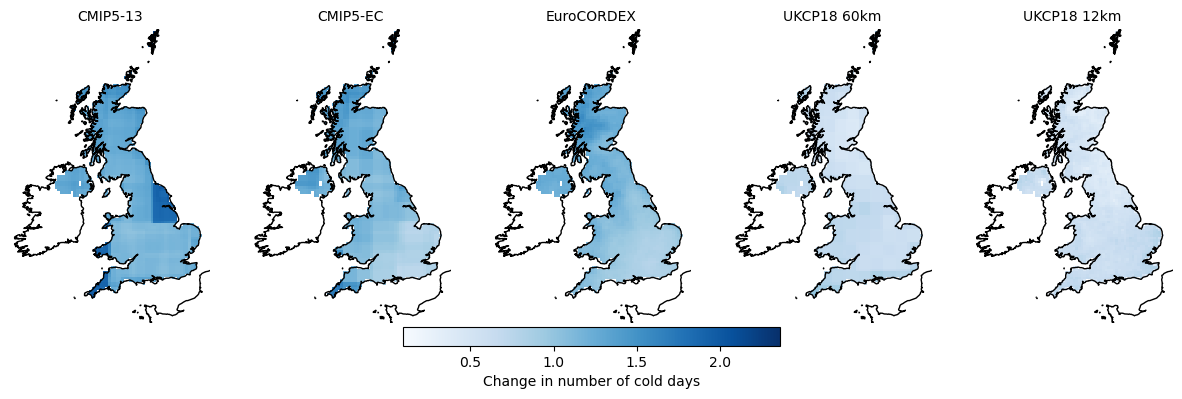 CMIP5-13 CMIP5-EC EuroCORDEX UKCP18 60km UKCP18 12km
0.5 1.0 1.5 2.0
Change in number of cold days